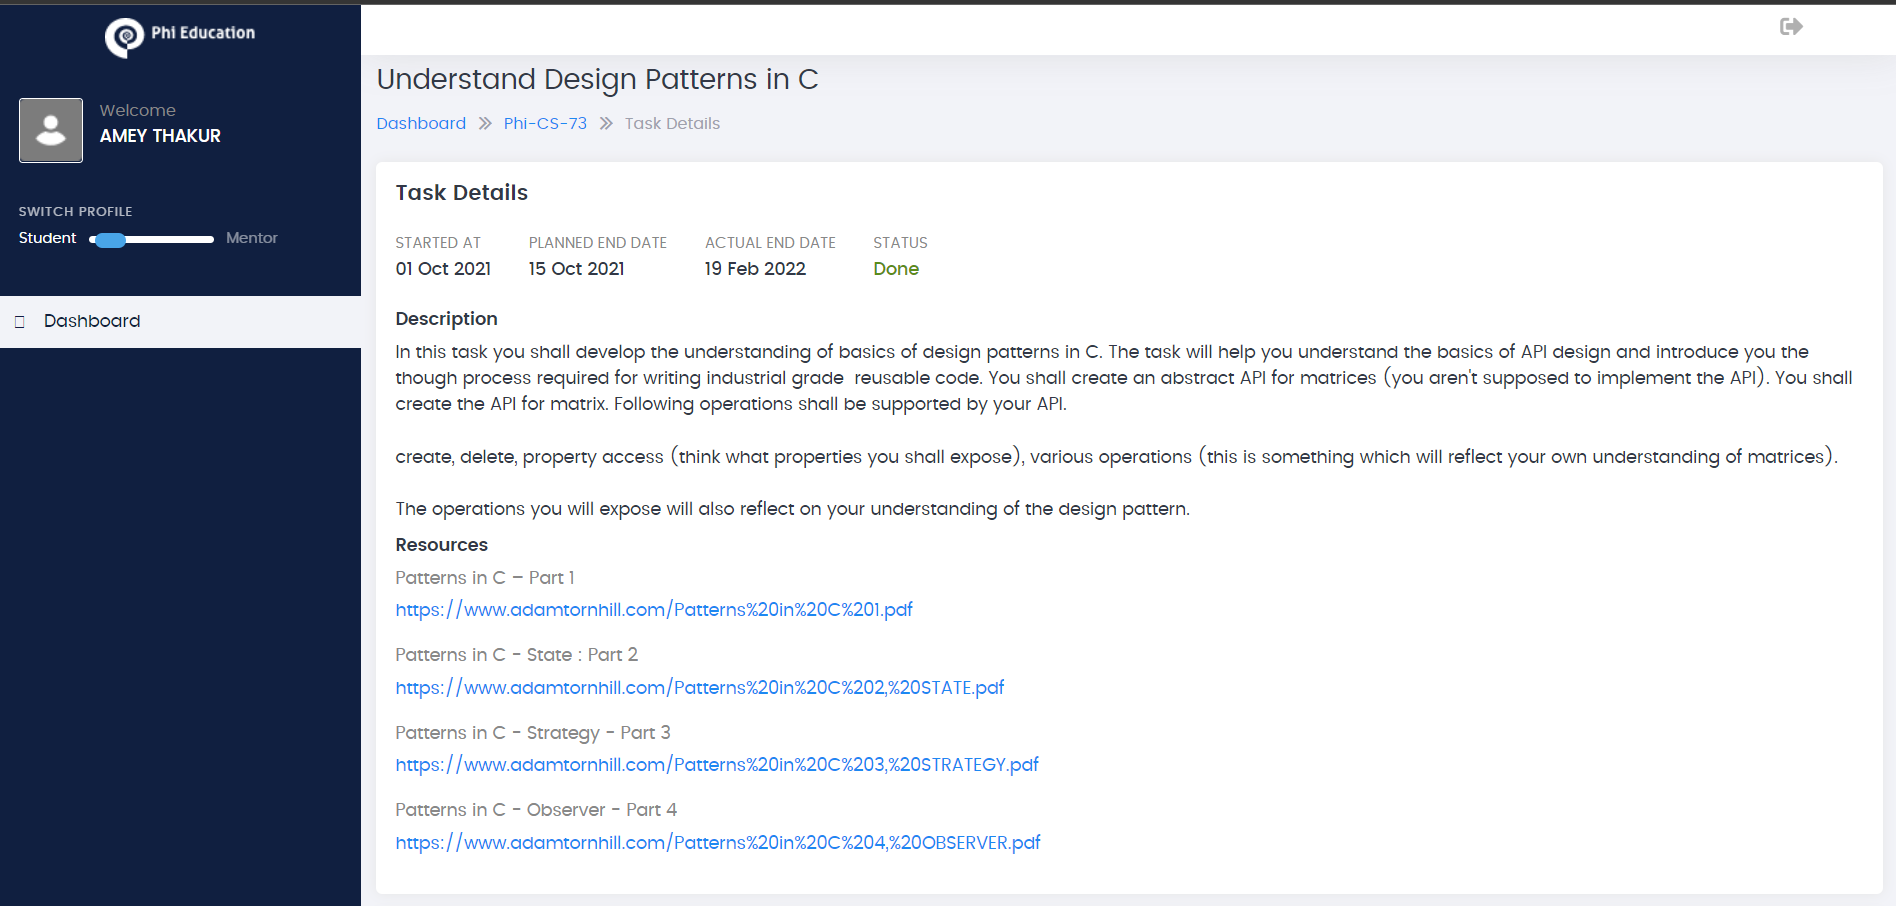 Phi Education
Welcome
AMEY THAKUR
SWITCH PROFILE
Student Mentor
Dashboard
Understand Design Patterns in C
Dashboard >> Phi-CS-73 >> Task Details
Task Details
STARTED AT PLANNED END DATE ACTUAL END DATE STATUS
01 Oct 2021 15 Oct 2021 19 Feb 2022 Done
Description
In this task you shall develop the understanding of basics of design patterns in C. The task will help you understand the basics of API design and introduce you the
though process required for writing industrial grade  reusable code. You shall create an abstract API for matrices (you aren't supposed to implement the API). You shall
create the API for matrix. Following operations shall be supported by your API.
create, delete, property access (think what properties you shall expose), various operations (this is something which will reflect your own understanding of matrices).
The operations you will expose will also reflect on your understanding of the design pattern.
Resources
Patterns in C – Part 1
https://www.adamtornhill.com/Patterns%20in%20C%201.pdf
Patterns in C - State : Part 2
https://www.adamtornhill.com/Patterns%20in%20C%202,%20STATE.pdf
Patterns in C - Strategy - Part 3
https://www.adamtornhill.com/Patterns%20in%20C%203,%20STRATEGY.pdf
Patterns in C - Observer - Part 4
https://www.adamtornhill.com/Patterns%20in%20C%204,%20OBSERVER.pdf